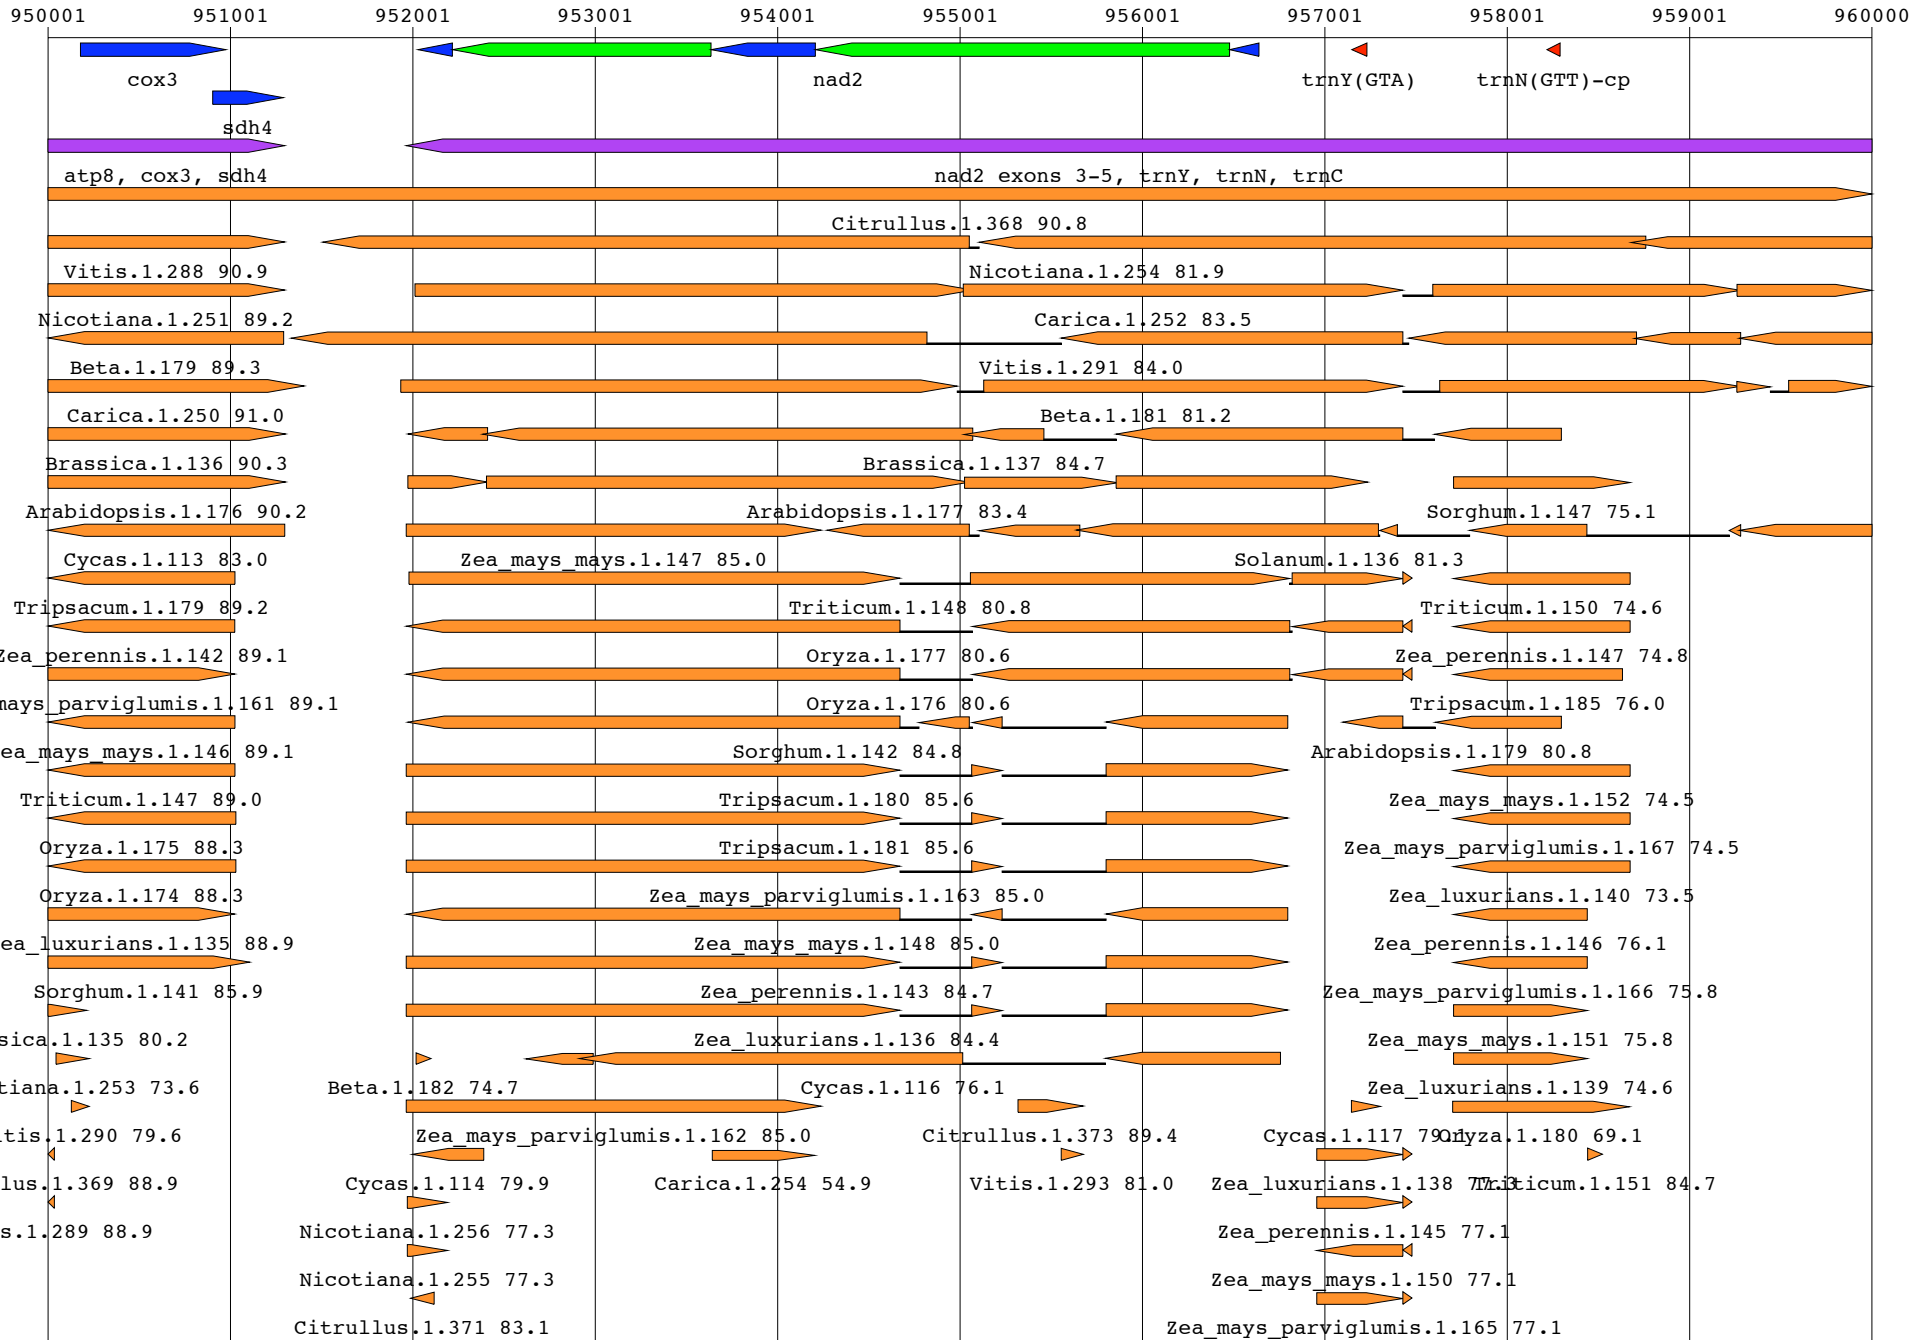 950001 951001 952001 953001 954001 955001 956001 957001 958001 959001 960000
cox3 nad2 trnY(GTA) trnN(GTT)-cp
sdh4
atp8, cox3, sdh4 nad2 exons 3-5, trnY, trnN, trnC
Citrullus.1.368 90.8
Vitis.1.288 90.9 Nicotiana.1.254 81.9
Nicotiana.1.251 89.2 Carica.1.252 83.5
Beta.1.179 89.3 Vitis.1.291 84.0
Carica.1.250 91.0 Beta.1.181 81.2
Brassica.1.136 90.3 Brassica.1.137 84.7
Arabidopsis.1.176 90.2 Arabidopsis.1.177 83.4 Sorghum.1.147 75.1
Cycas.1.113 83.0 Zea_mays_mays.1.147 85.0 Solanum.1.136 81.3
Tripsacum.1.179 89.2 Triticum.1.148 80.8 Triticum.1.150 74.6
Zea_perennis.1.142 89.1 Oryza.1.177 80.6 Zea_perennis.1.147 74.8
mays_parviglumis.1.161 89.1 Oryza.1.176 80.6 Tripsacum.1.185 76.0
ea_mays_mays.1.146 89.1 Sorghum.1.142 84.8 Arabidopsis.1.179 80.8
Triticum.1.147 89.0 Tripsacum.1.180 85.6 Zea_mays_mays.1.152 74.5
Oryza.1.175 88.3 Tripsacum.1.181 85.6 Zea_mays_parviglumis.1.167 74.5
Oryza.1.174 88.3 Zea_mays_parviglumis.1.163 85.0 Zea_luxurians.1.140 73.5
ea_luxurians.1.135 88.9 Zea_mays_mays.1.148 85.0 Zea_perennis.1.146 76.1
Sorghum.1.141 85.9 Zea_perennis.1.143 84.7 Zea_mays_parviglumis.1.166 75.8
sica.1.135 80.2 Zea_luxurians.1.136 84.4 Zea_mays_mays.1.151 75.8
tiana.1.253 73.6 Beta.1.182 74.7 Cycas.1.116 76.1 Zea_luxurians.1.139 74.6
tis.1.290 79.6 Zea_mays_parviglumis.1.162 85.0 Citrullus.1.373 89.4 Cycas.1.117 79.1 Oryza.1.180 69.1
lus.1.369 88.9 Cycas.1.114 79.9 Carica.1.254 54.9 Vitis.1.293 81.0 Zea_luxurians.1.138 77.3 Triticum.1.151 84.7
s.1.289 88.9 Nicotiana.1.256 77.3 Zea_perennis.1.145 77.1
Nicotiana.1.255 77.3 Zea_mays_mays.1.150 77.1
Citrullus.1.371 83.1 Zea_mays_parviglumis.1.165 77.1